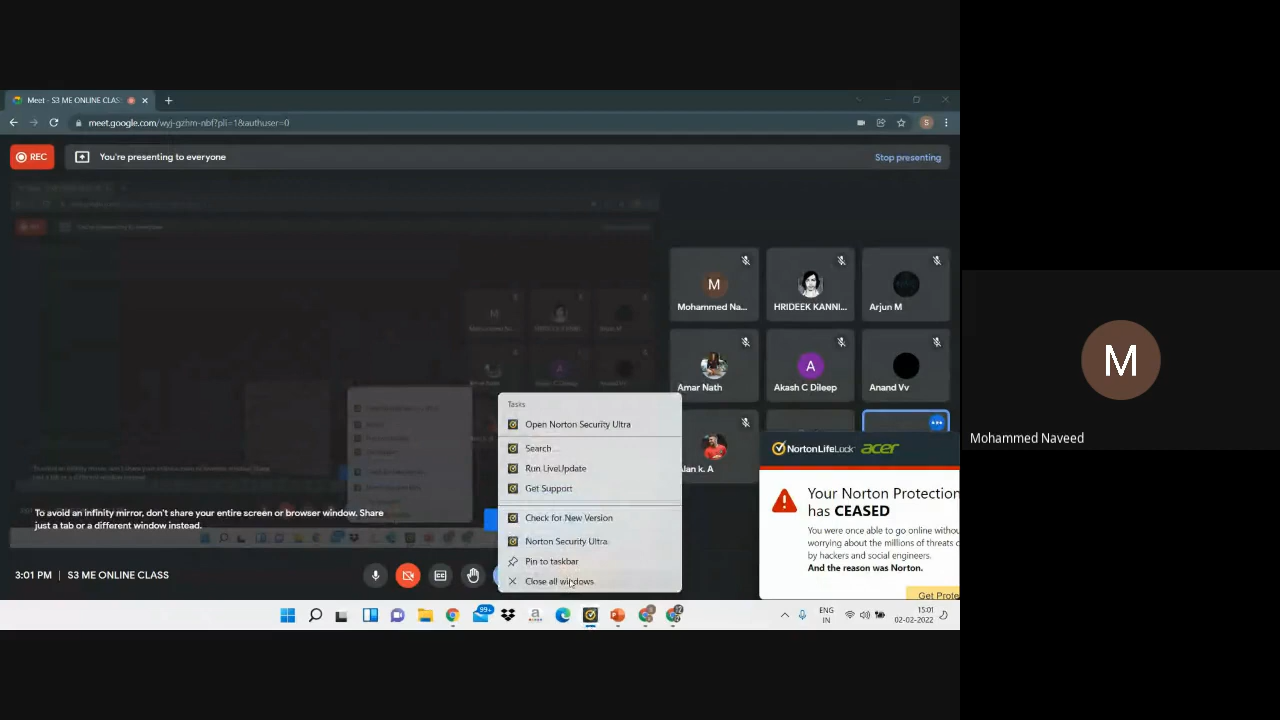 Meet - S3 ME ONLINE CLAS
meet.google.com/wyj-gzhm-nbf?pli=1&authuser=0
S
REC
You're presenting to everyone
Stop presenting
M
Mohammed Na...
HRIDEEK KANNI...
Arjun M
Amar Nath
A
Akash C Dileep
Anand Vv
Alan k. A
Tasks
Open Norton Security Ultra
Search...
Run LiveUpdate
Get Support
Check for New Version
Norton Security Ultra
Pin to taskbar
Close all windows
NortonLifeLock acer
Your Norton Protection
has CEASED
You were once able to go online withou
worrying about the millions of threats
by hackers and social engineers.
And the reason was Norton.
Get Prote
To avoid an infinity mirror, don't share your entire screen or browser window. Share
just a tab or a different window instead.
3:01 PM | S3 ME ONLINE CLASS
99+
ENG
IN
15:01
02-02-2022
M
Mohammed Naveed